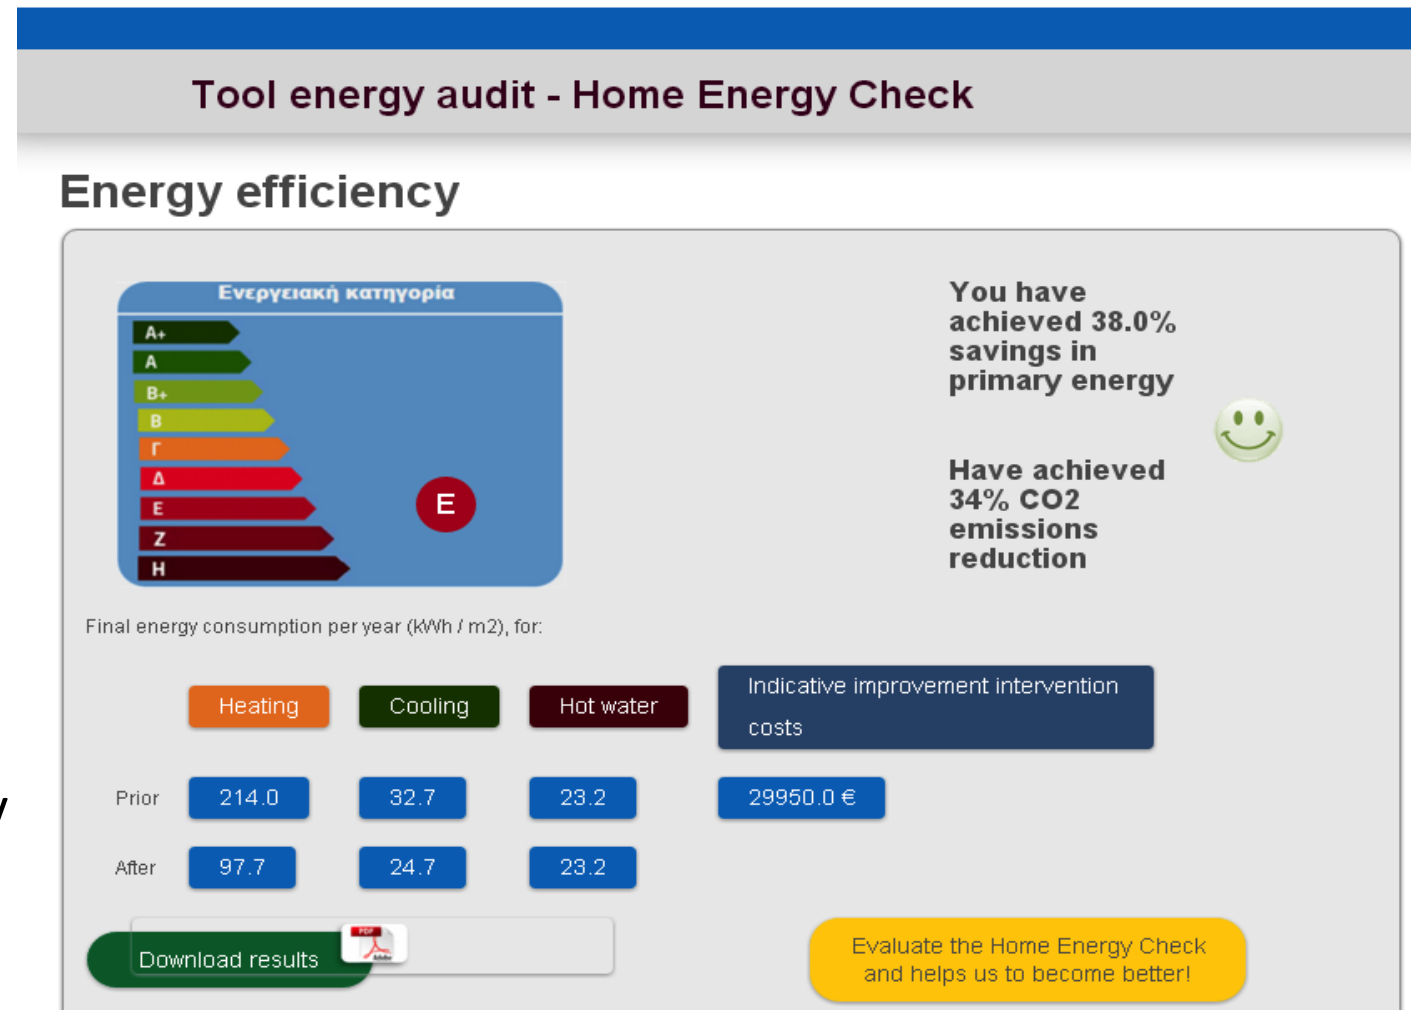 Tool energy audit - Home Energy Check
Energy efficiency
Ενεργειακή κατηγορία
A+
A
B+
B
Γ
Δ
E
Z
H
E
You have
achieved 38.0%
savings in
primary energy
Have achieved
34% CO2
emissions
reduction
Final energy consumption per year (kWh / m2), for:
Heating
Cooling
Hot water
Indicative improvement intervention
costs
Prior
214.0
32.7
23.2
29950.0 €
y
After
97.7
24.7
23.2
Download results
PDF
Adobe
Evaluate the Home Energy Check
and helps us to become better!